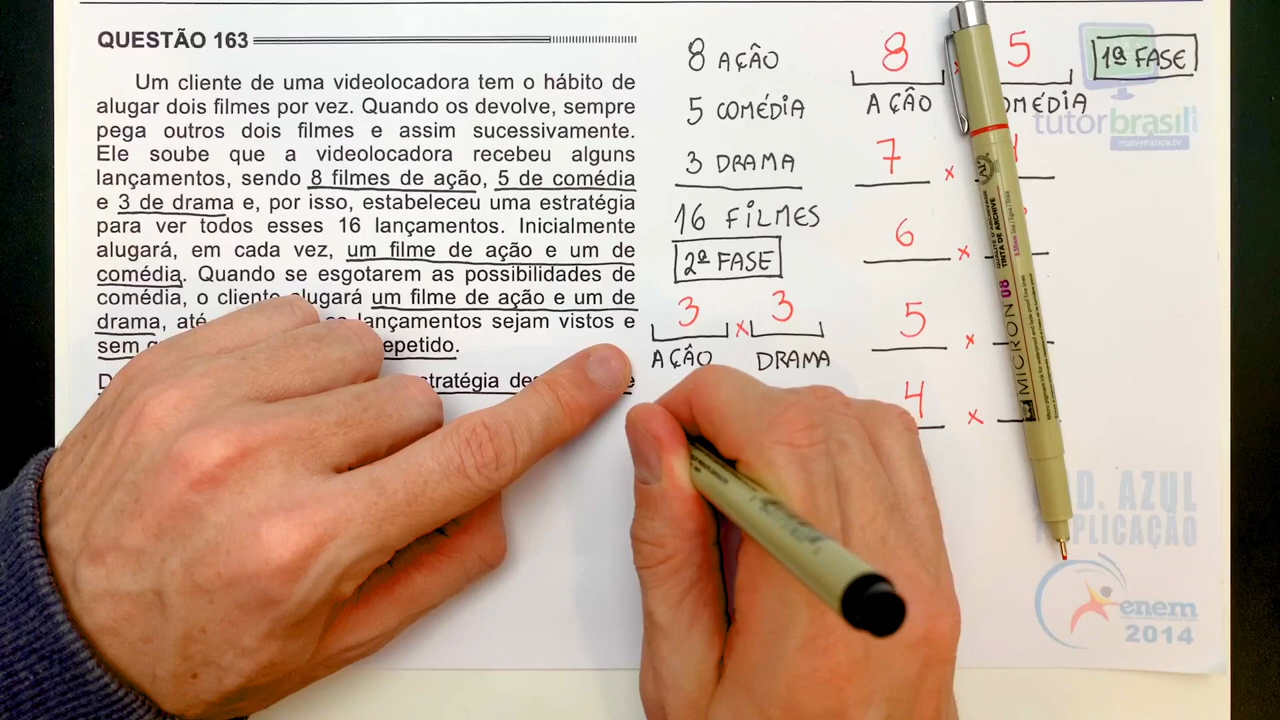 QUESTÃO 163
Um cliente de uma videolocadora tem o hábito de
alugar dois filmes por vez. Quando os devolve, sempre
pega outros dois filmes e assim sucessivamente.
Ele soube que a videolocadora recebeu alguns
lançamentos, sendo 8 filmes de ação, 5 de comédia
e 3 de drama e, por isso, estabeleceu uma estratégia
para ver todos esses 16 lançamentos. Inicialmente
alugará, em cada vez, um filme de ação e um de
comédia. Quando se esgotarem as possibilidades de
comédia, o cliente alugará um filme de ação e um de
drama, lançamentos sejam vistos e
sem
8 AÇÃO
5 COMÉDIA
3 DRAMA
16 FILMES
2ª FASE
3 x 3
AÇÃO DRAMA
8 5
AÇÃO
7 x
6 x
5 x
4 x
1ª FASE
tutorbrasil
matematica.tv
MICRON 08
D. AZUL
enem
2014